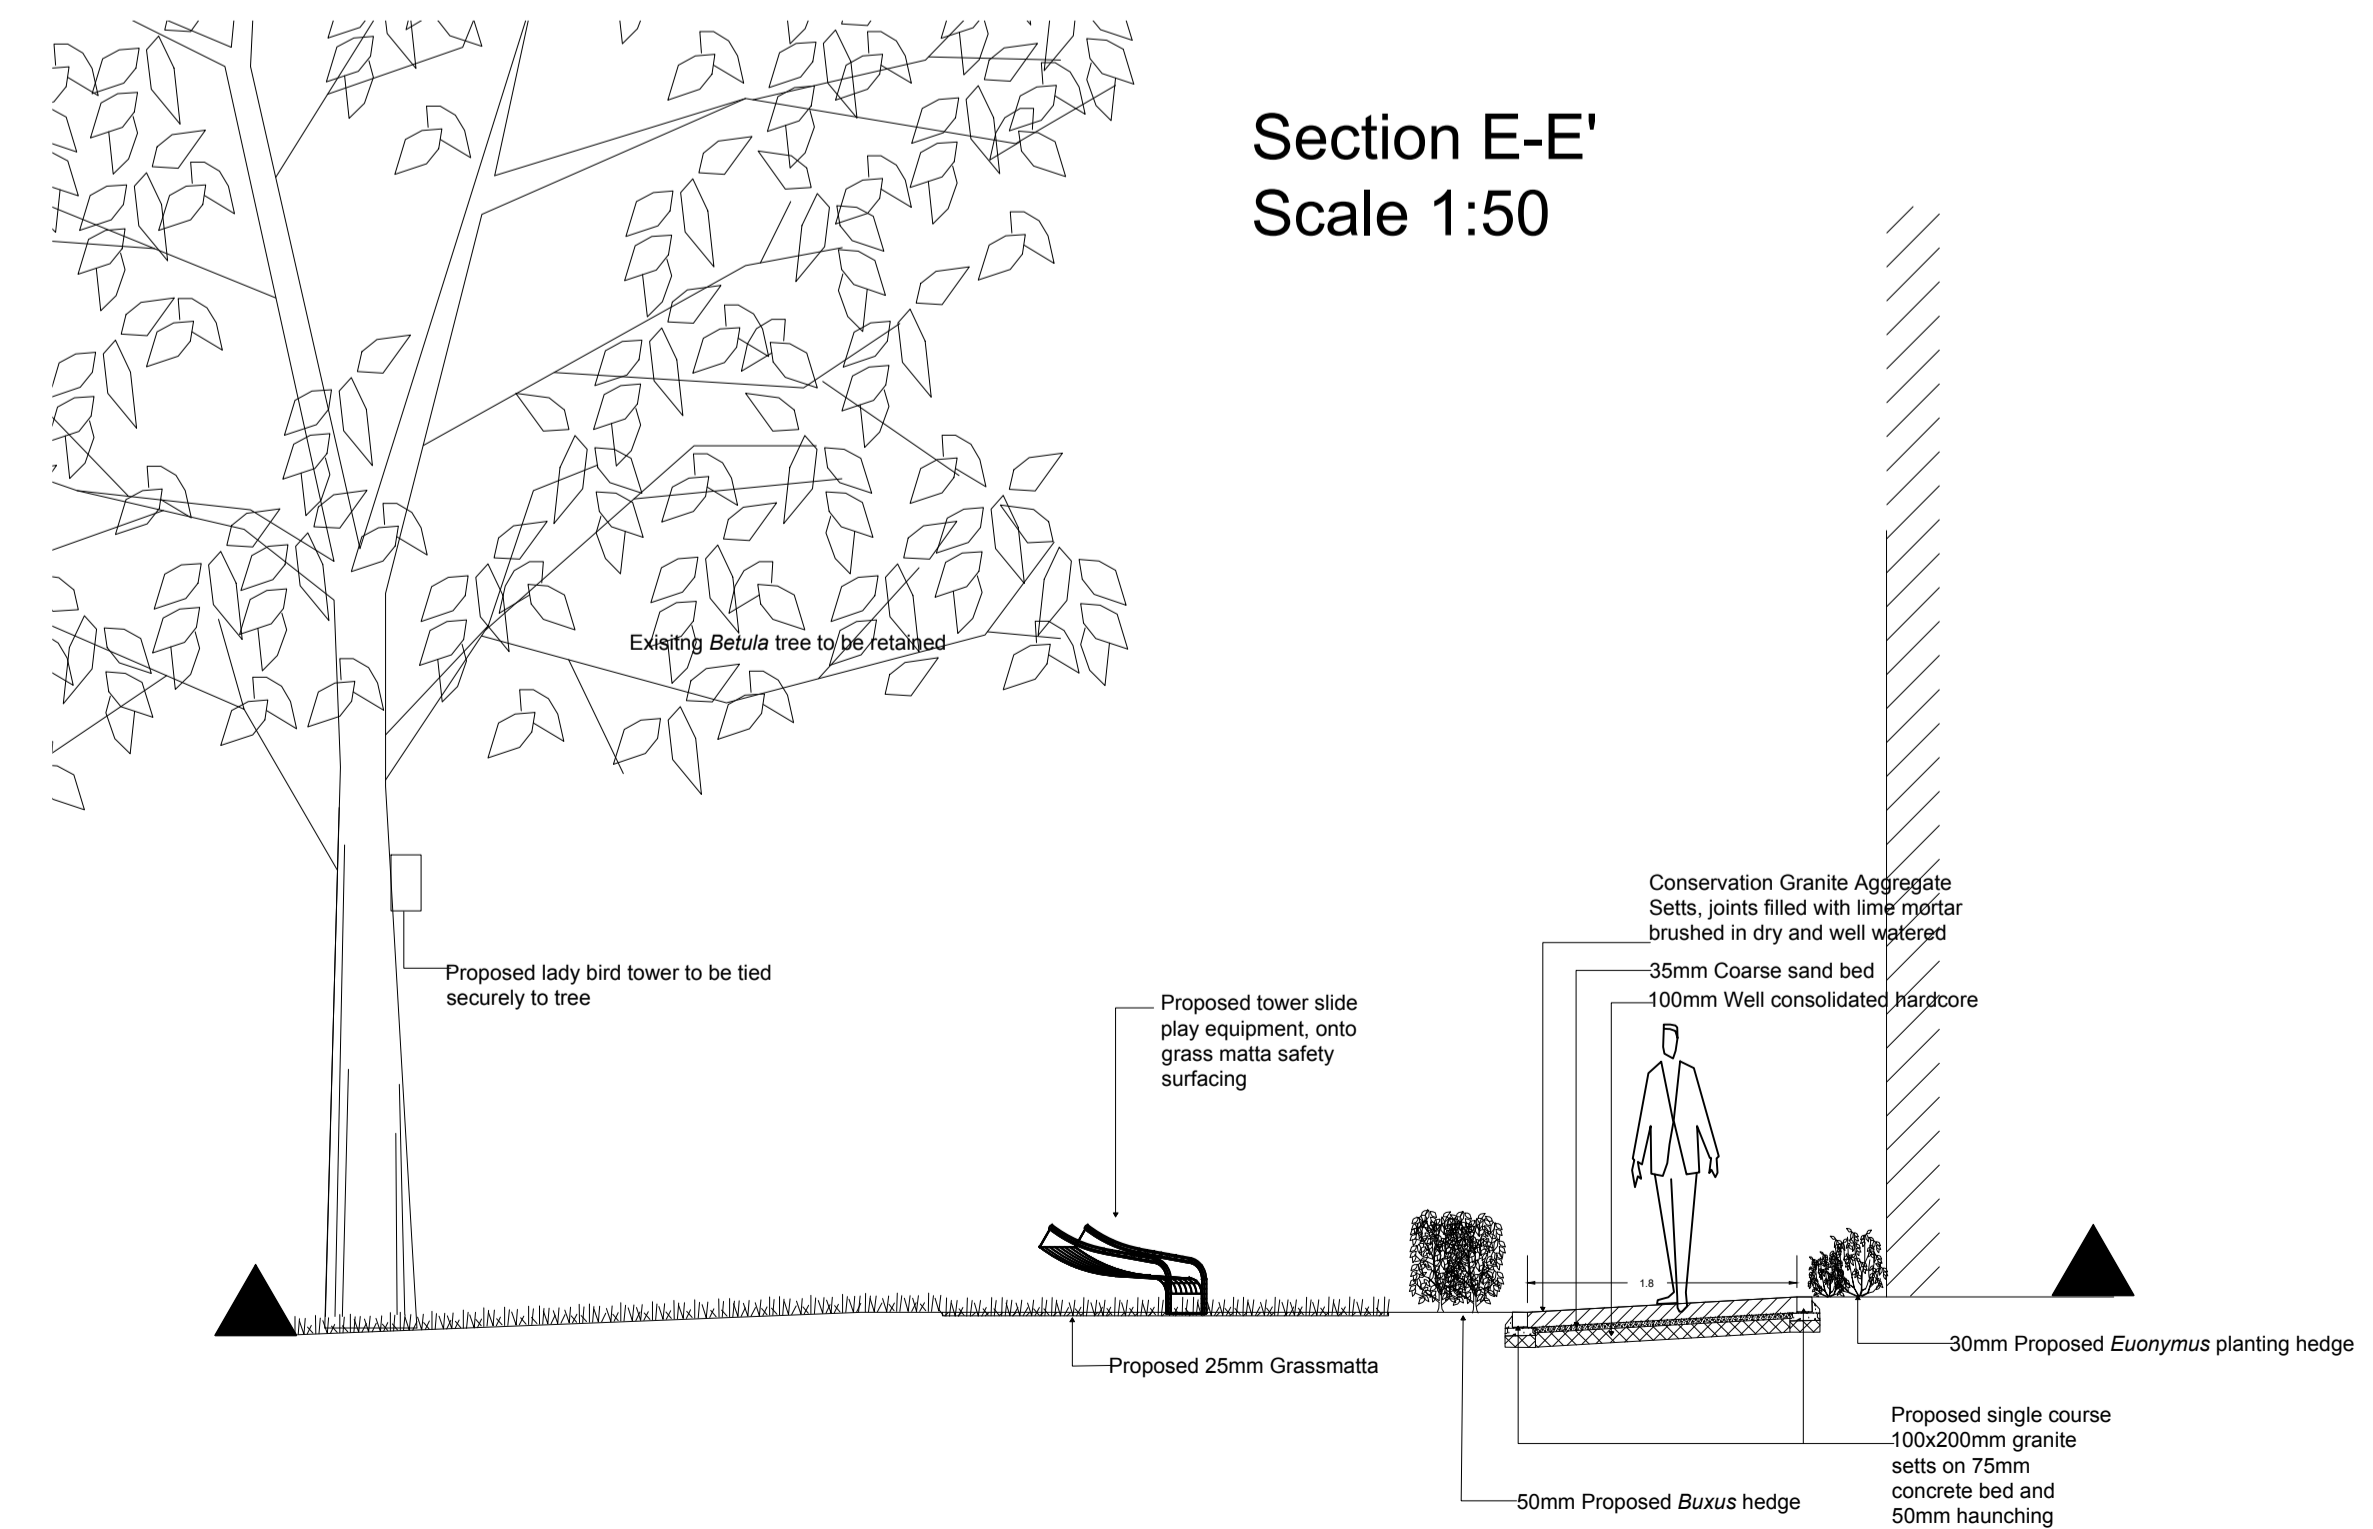 Section E-E'
Scale 1:50
Exisitng Betula tree to be retained
Conservation Granite Aggregate
Setts, joints filled with lime mortar
brushed in dry and well watered
35mm Coarse sand bed
100mm Well consolidated hardcore
Proposed lady bird tower to be tied
securely to tree
Proposed tower slide
play equipment, onto
grass matta safety
surfacing
1.8
Proposed 25mm Grassmatta
30mm Proposed Euonymus planting hedge
Proposed single course
100x200mm granite
setts on 75mm
concrete bed and
50mm haunching
50mm Proposed Buxus hedge